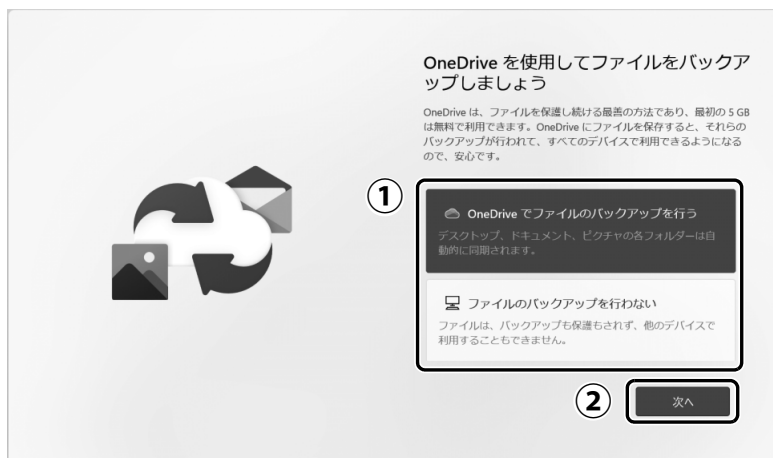 OneDrive を使用してファイルをバックア
ップしましょう
OneDrive は、ファイルを保護し続ける最善の方法であり、最初の 5 GB
は無料で利用できます。OneDrive にファイルを保存すると、それらの
バックアップが行われて、すべてのデバイスで利用できるようになる
ので、安心です。
①
OneDrive でファイルのバックアップを行う
デスクトップ、ドキュメント、ピクチャの各フォルダーは自
動的に同期されます。
ファイルのバックアップを行わない
ファイルは、バックアップも保護もされず、他のデバイスで
利用することもできません。
②
次へ